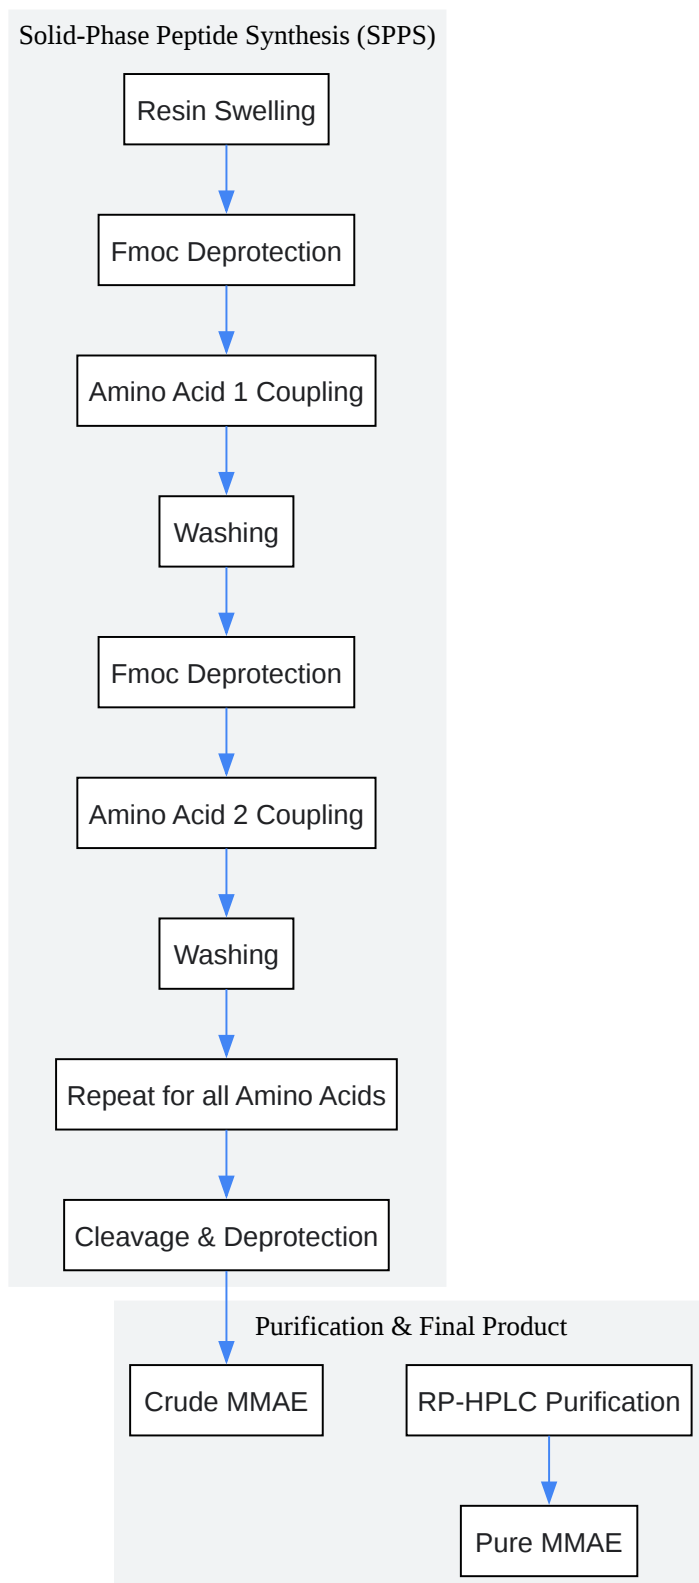 Solid-Phase Peptide Synthesis (SPPS)
Resin Swelling
Fmoc Deprotection
Amino Acid 1 Coupling
Washing
Fmoc Deprotection
Amino Acid 2 Coupling
Washing
Repeat for all Amino Acids
Cleavage & Deprotection
Purification & Final Product
Crude MMAE
RP-HPLC Purification
Pure MMAE